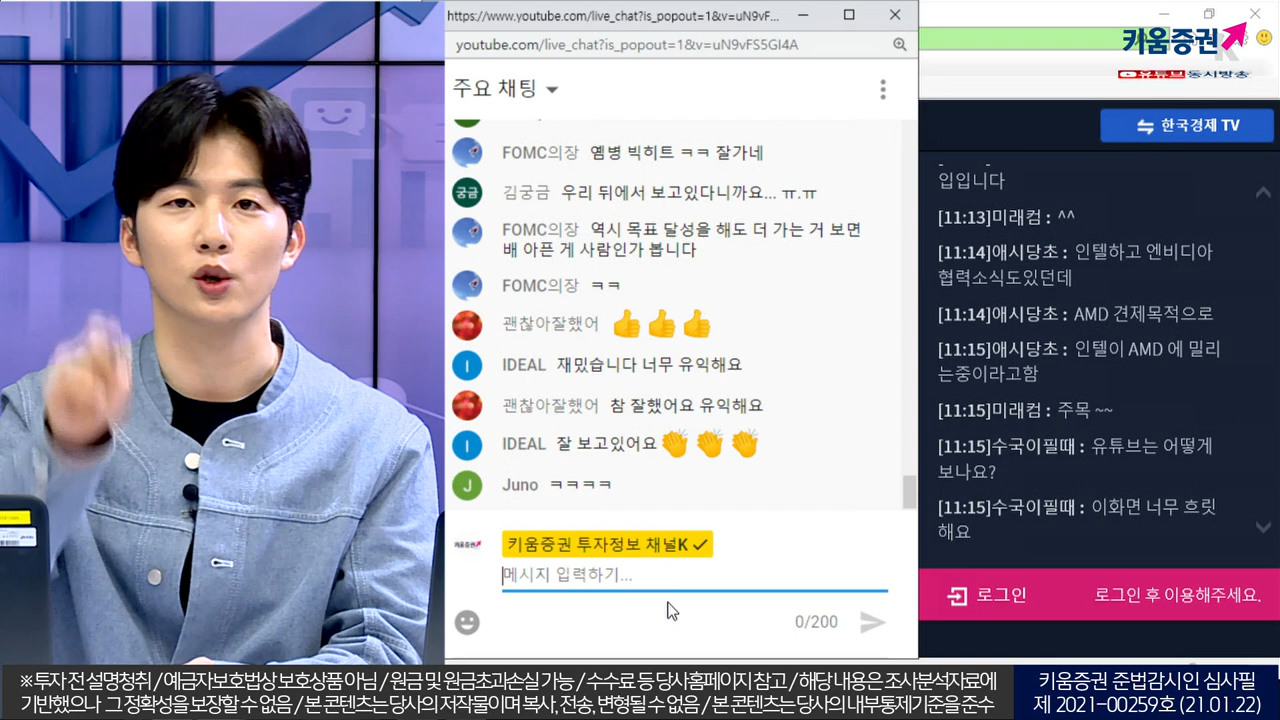 https://www.youtube.com/live_chat?is_popout=1&v=uN9vF...
youtube.com/live_chat?is_popout=1&v=uN9vFS5GI4A
주요 채팅
FOMC의장 옘병 빅히트 ㅋㅋ 잘가네
궁금
김궁금 우리 뒤에서 보고있다니까요... ㅠ.ㅠ
FOMC의장 역시 목표 달성을 해도 더 가는 거 보면
배 아픈 게 사람인가 봅니다
FOMC의장 ㅋㅋ
괜찮아잘했어 👍👍👍
I
IDEAL 재밌습니다 너무 유익해요
괜찮아잘했어 참 잘했어요 유익해요
I
IDEAL 잘 보고있어요👏👏👏
J
Juno ㅋㅋㅋㅋ
키움증권
키움증권 투자정보 채널K ✓
메시지 입력하기...
0/200
키움증권
유튜브 동시방송
한국경제 TV
입입니다
[11:13]미래컴 : ^^
[11:14]애시당초 : 인텔하고 엔비디아
협력소식도있던데
[11:14]애시당초 : AMD 견제목적으로
[11:15]애시당초 : 인텔이 AMD 에 밀리
는중이라고함
[11:15]미래컴 : 주목 ~~
[11:15]수국이필때 : 유튜브는 어떻게
보나요?
[11:15]수국이필때 : 이화면 너무 흐릿
해요
로그인
로그인 후 이용해주세요.
※ 투자 전 설명청취 / 예금자보호법상 보호상품 아님 / 원금 및 원금초과손실 가능 / 수수료 등 당사홈페이지 참고 / 해당 내용은 조사분석자료에
기반했으나 그 정확성을 보장할 수 없음 / 본 콘텐츠는 당사의 저작물이며 복사, 전송, 변형될 수 없음 / 본 콘텐츠는 당사의 내부통제기준을 준수
키움증권 준법감시인 심사필
제 2021-00259호 (21.01.22)